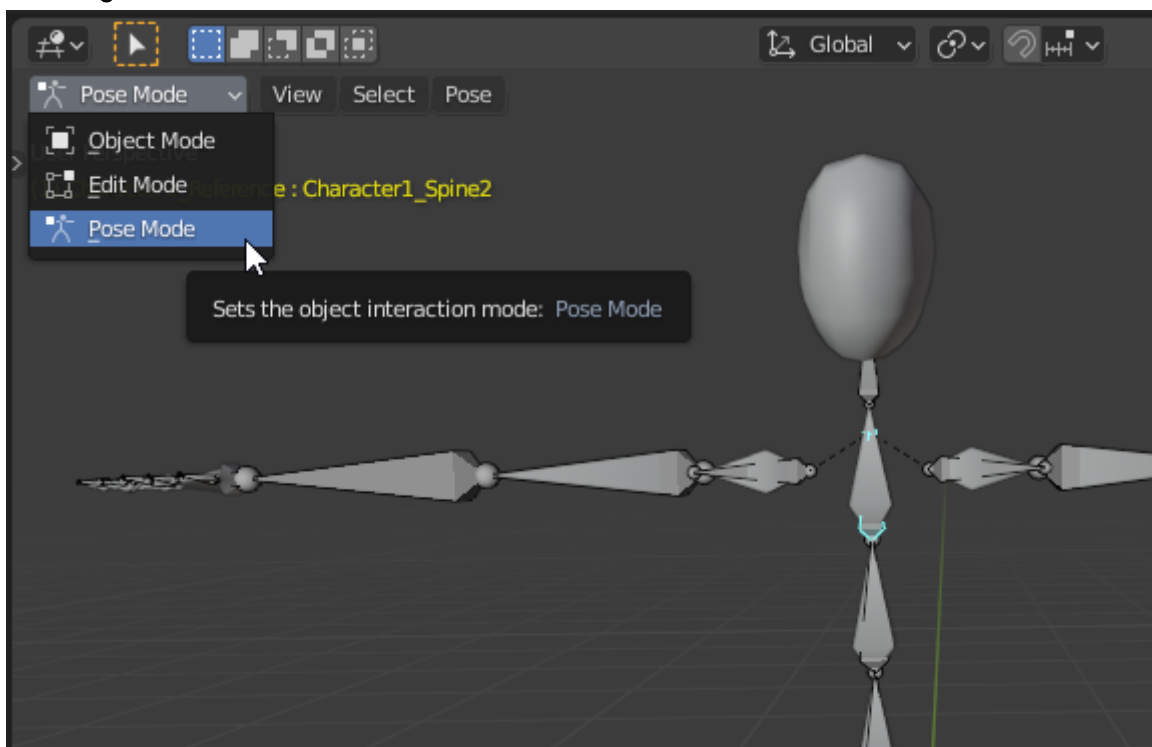 Global
Pose Mode View Select Pose
Object Mode
Edit Mode
e : Character1_Spine2
Pose Mode
Sets the object interaction mode: Pose Mode